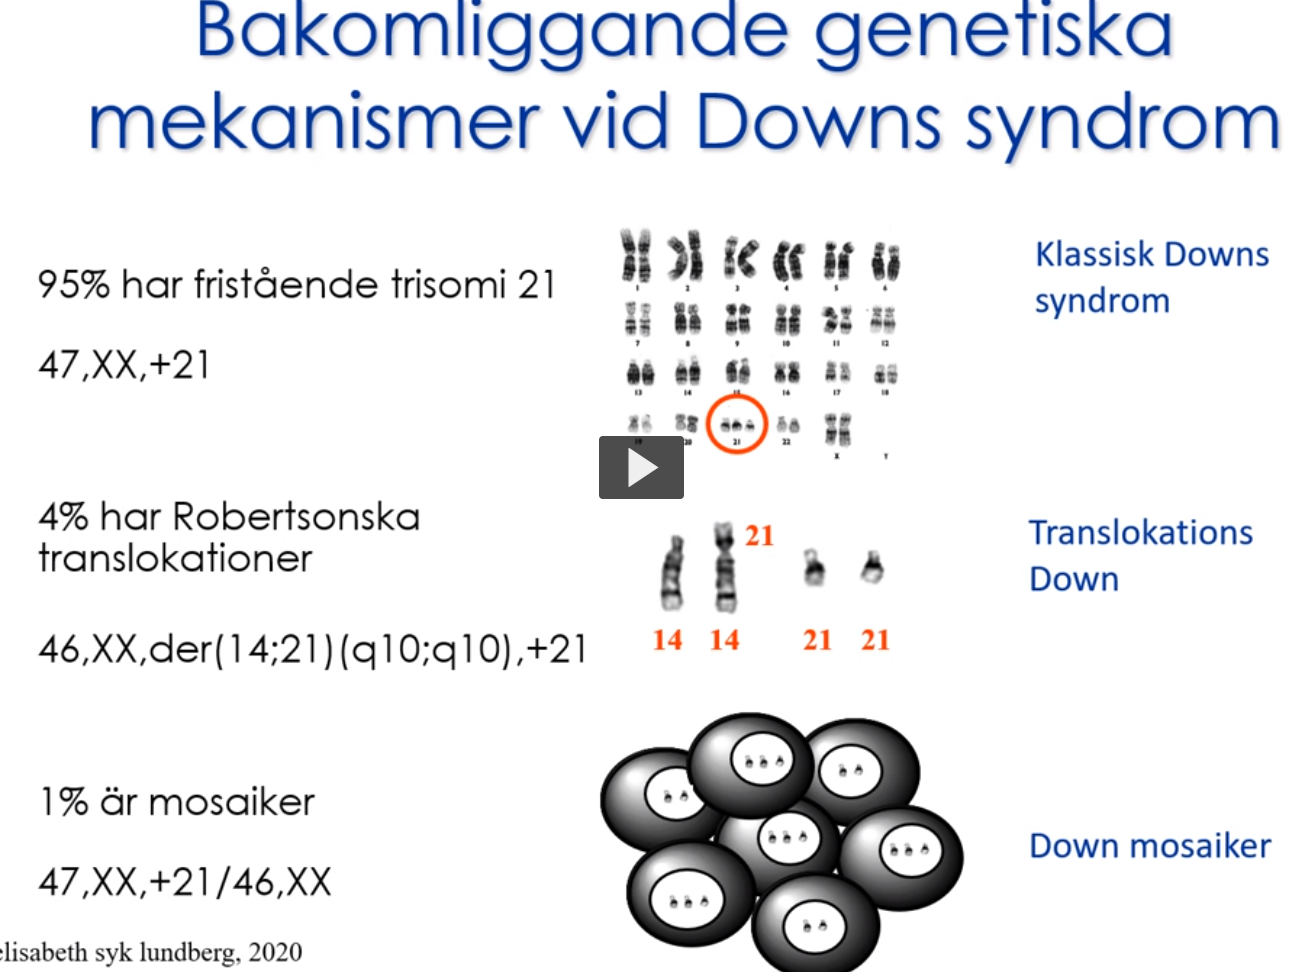 Bakomliggande genetiska
mekanismer vid Downs syndrom
95% har fristående trisomi 21
47,XX,+21
1 2 3 4 5 6
7 8 9 10 11 12
13 14 15 16 17 18
19 20 21 22 X Y
Klassisk Downs
syndrom
4% har Robertsonska
translokationer
46,XX,der(14;21)(q10;q10),+21
21
14 14 21 21
Translokations
Down
1% är mosaiker
47,XX,+21/46,XX
Down mosaiker
elisabeth syk lundberg, 2020